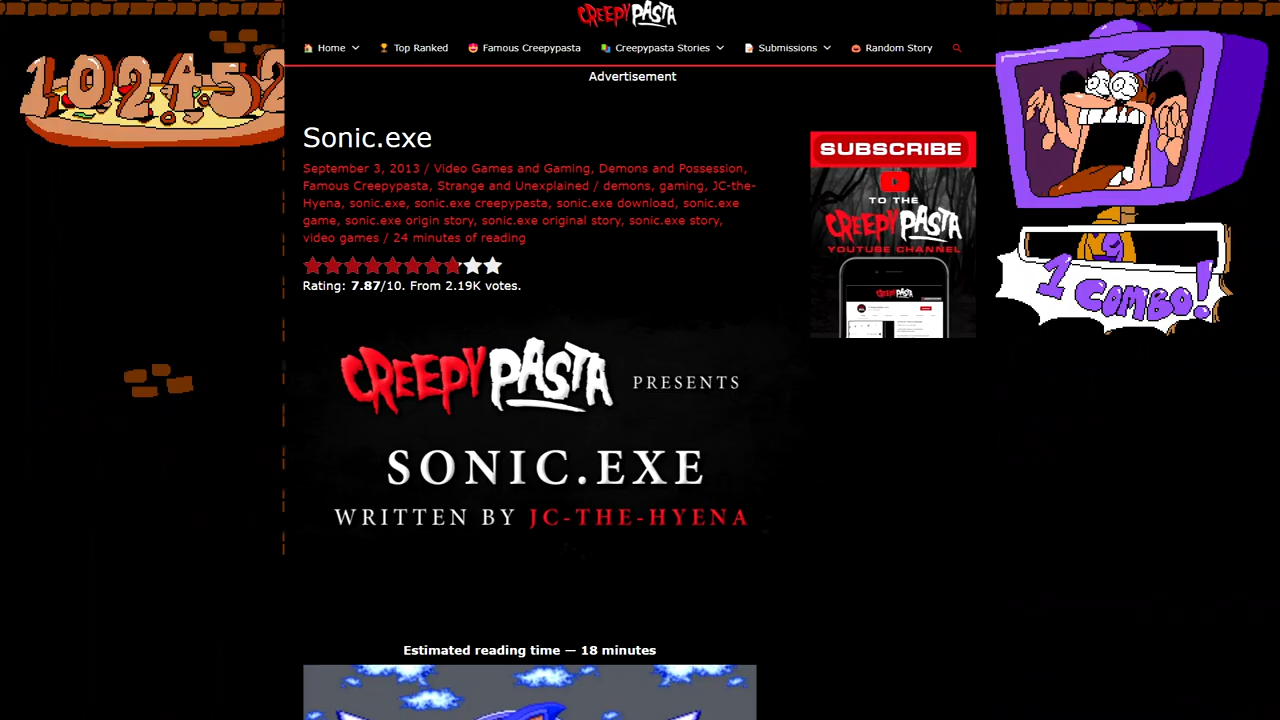 CREEPYPASTA
Home
Top Ranked
Famous Creepypasta
Creepypasta Stories
Submissions
Random Story
Advertisement
102452
Sonic.exe
September 3, 2013 / Video Games and Gaming, Demons and Possession,
Famous Creepypasta, Strange and Unexplained / demons, gaming, JC-the-
Hyena, sonic.exe, sonic.exe creepypasta, sonic.exe download, sonic.exe
game, sonic.exe origin story, sonic.exe original story, sonic.exe story,
video games / 24 minutes of reading
Rating: 7.87/10. From 2.19K votes.
SUBSCRIBE
TO THE
CREEPYPASTA
YOUTUBE CHANNEL
1 COMBO!
CREEPYPASTA PRESENTS
SONIC.EXE
WRITTEN BY JC-THE-HYENA
Estimated reading time — 18 minutes